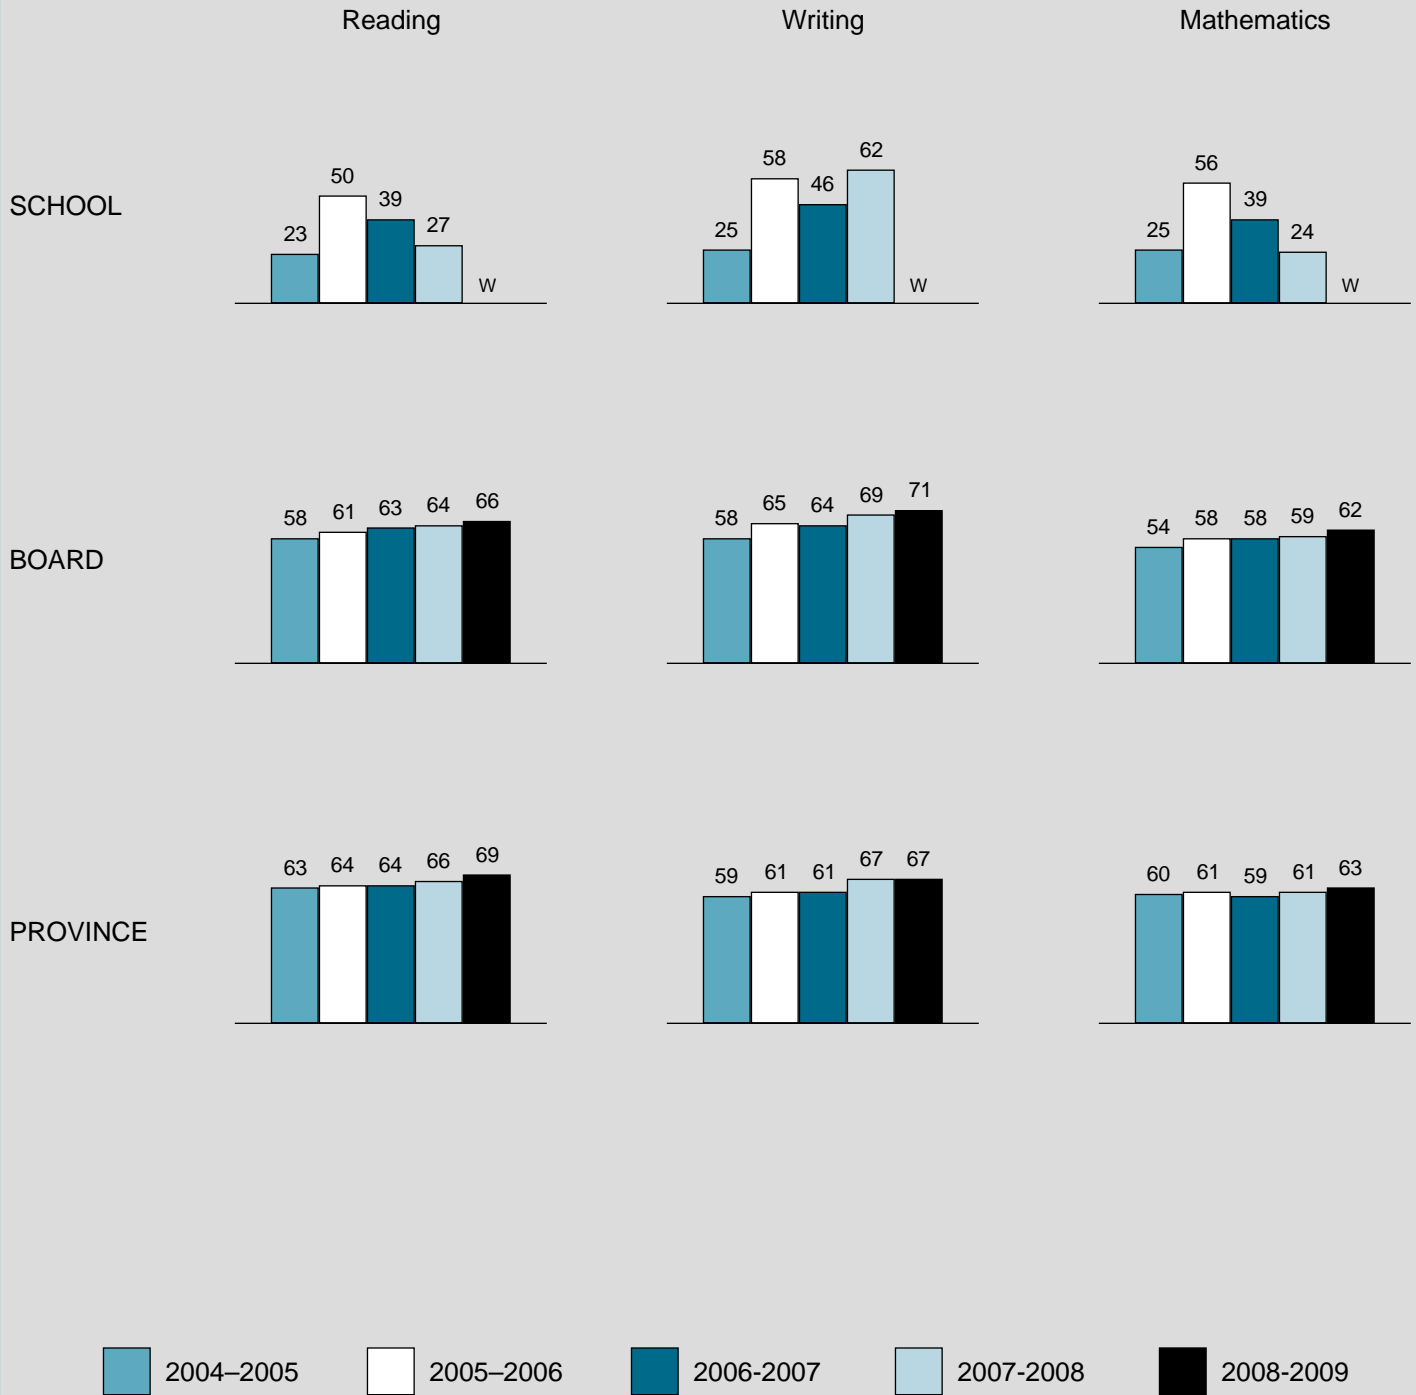 Reading Writing Mathematics
SCHOOL
23 50 39 27 W
25 58 46 62 W
25 56 39 24 W
BOARD
58 61 63 64 66
58 65 64 69 71
54 58 58 59 62
PROVINCE
63 64 64 66 69
59 61 61 67 67
60 61 59 61 63
2004–2005 2005–2006 2006-2007 2007-2008 2008-2009